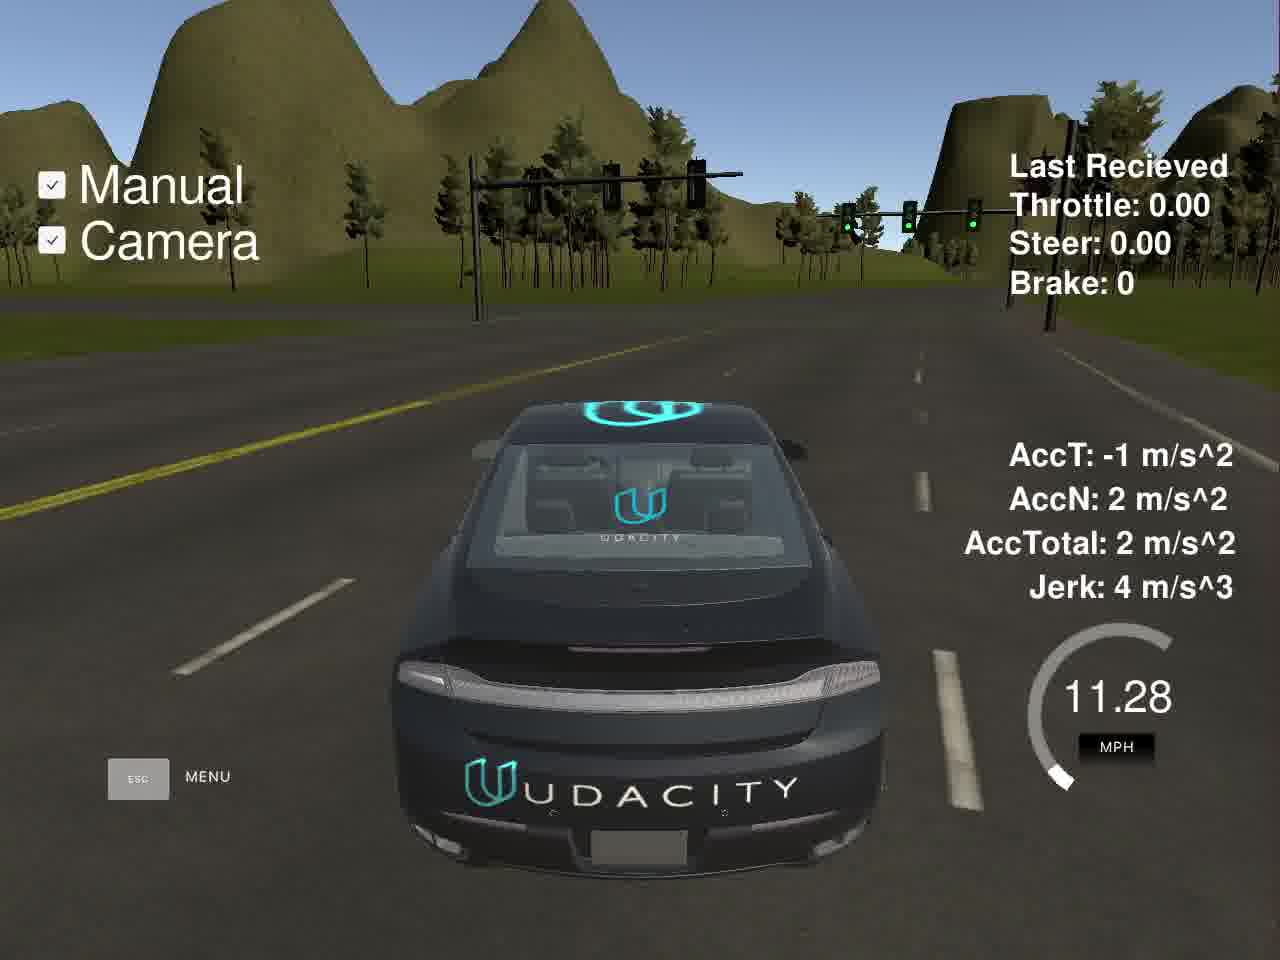 Manual
Camera
Last Recieved
Throttle: 0.00
Steer: 0.00
Brake: 0
AccT: -1 m/s^2
AccN: 2 m/s^2
AccTotal: 2 m/s^2
Jerk: 4 m/s^3
11.28
MPH
ESC MENU
UDACITY
UDACITY